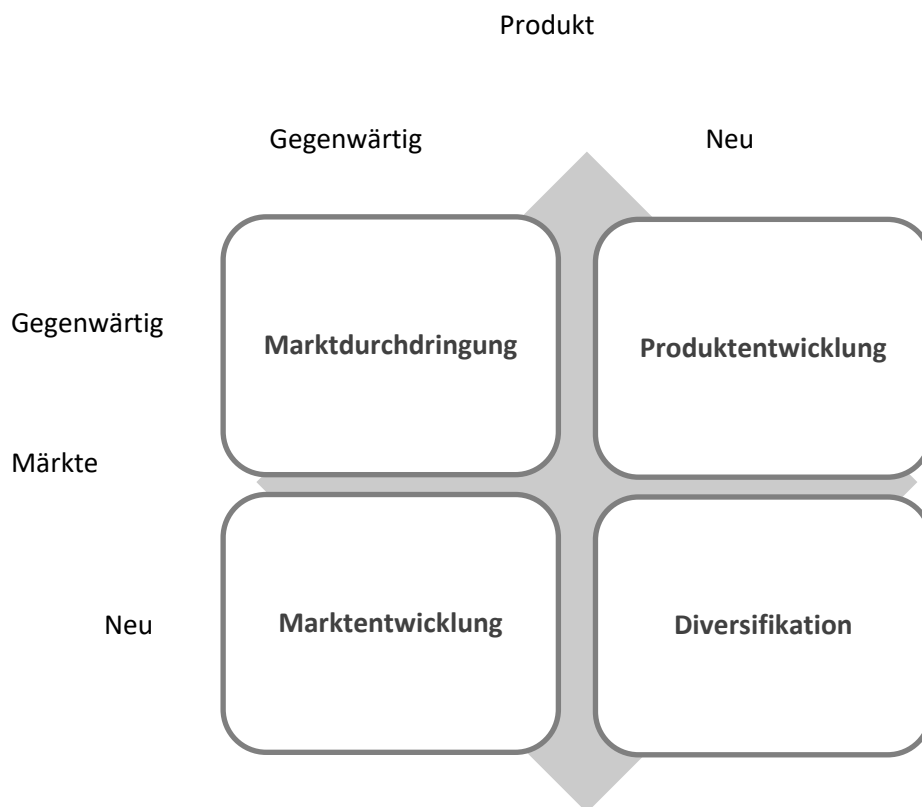 Produkt
Gegenwärtig
Neu
Gegenwärtig
Marktdurchdringung
Produktentwicklung
Märkte
Neu
Marktentwicklung
Diversifikation